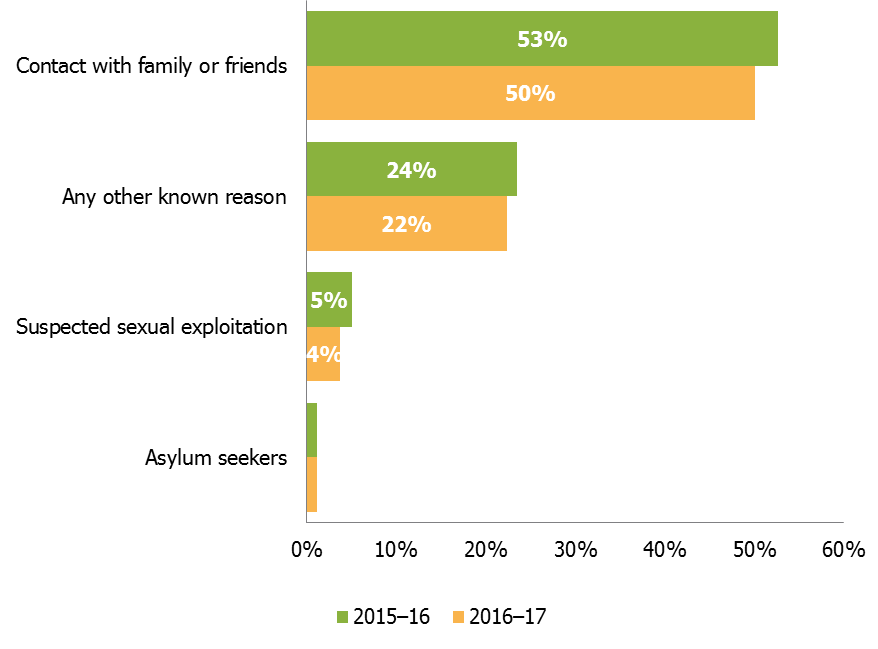 Contact with family or friends
53%
50%
Any other known reason
24%
22%
Suspected sexual exploitation
5%
4%
Asylum seekers
0% 10% 20% 30% 40% 50% 60%
2015–16 2016–17